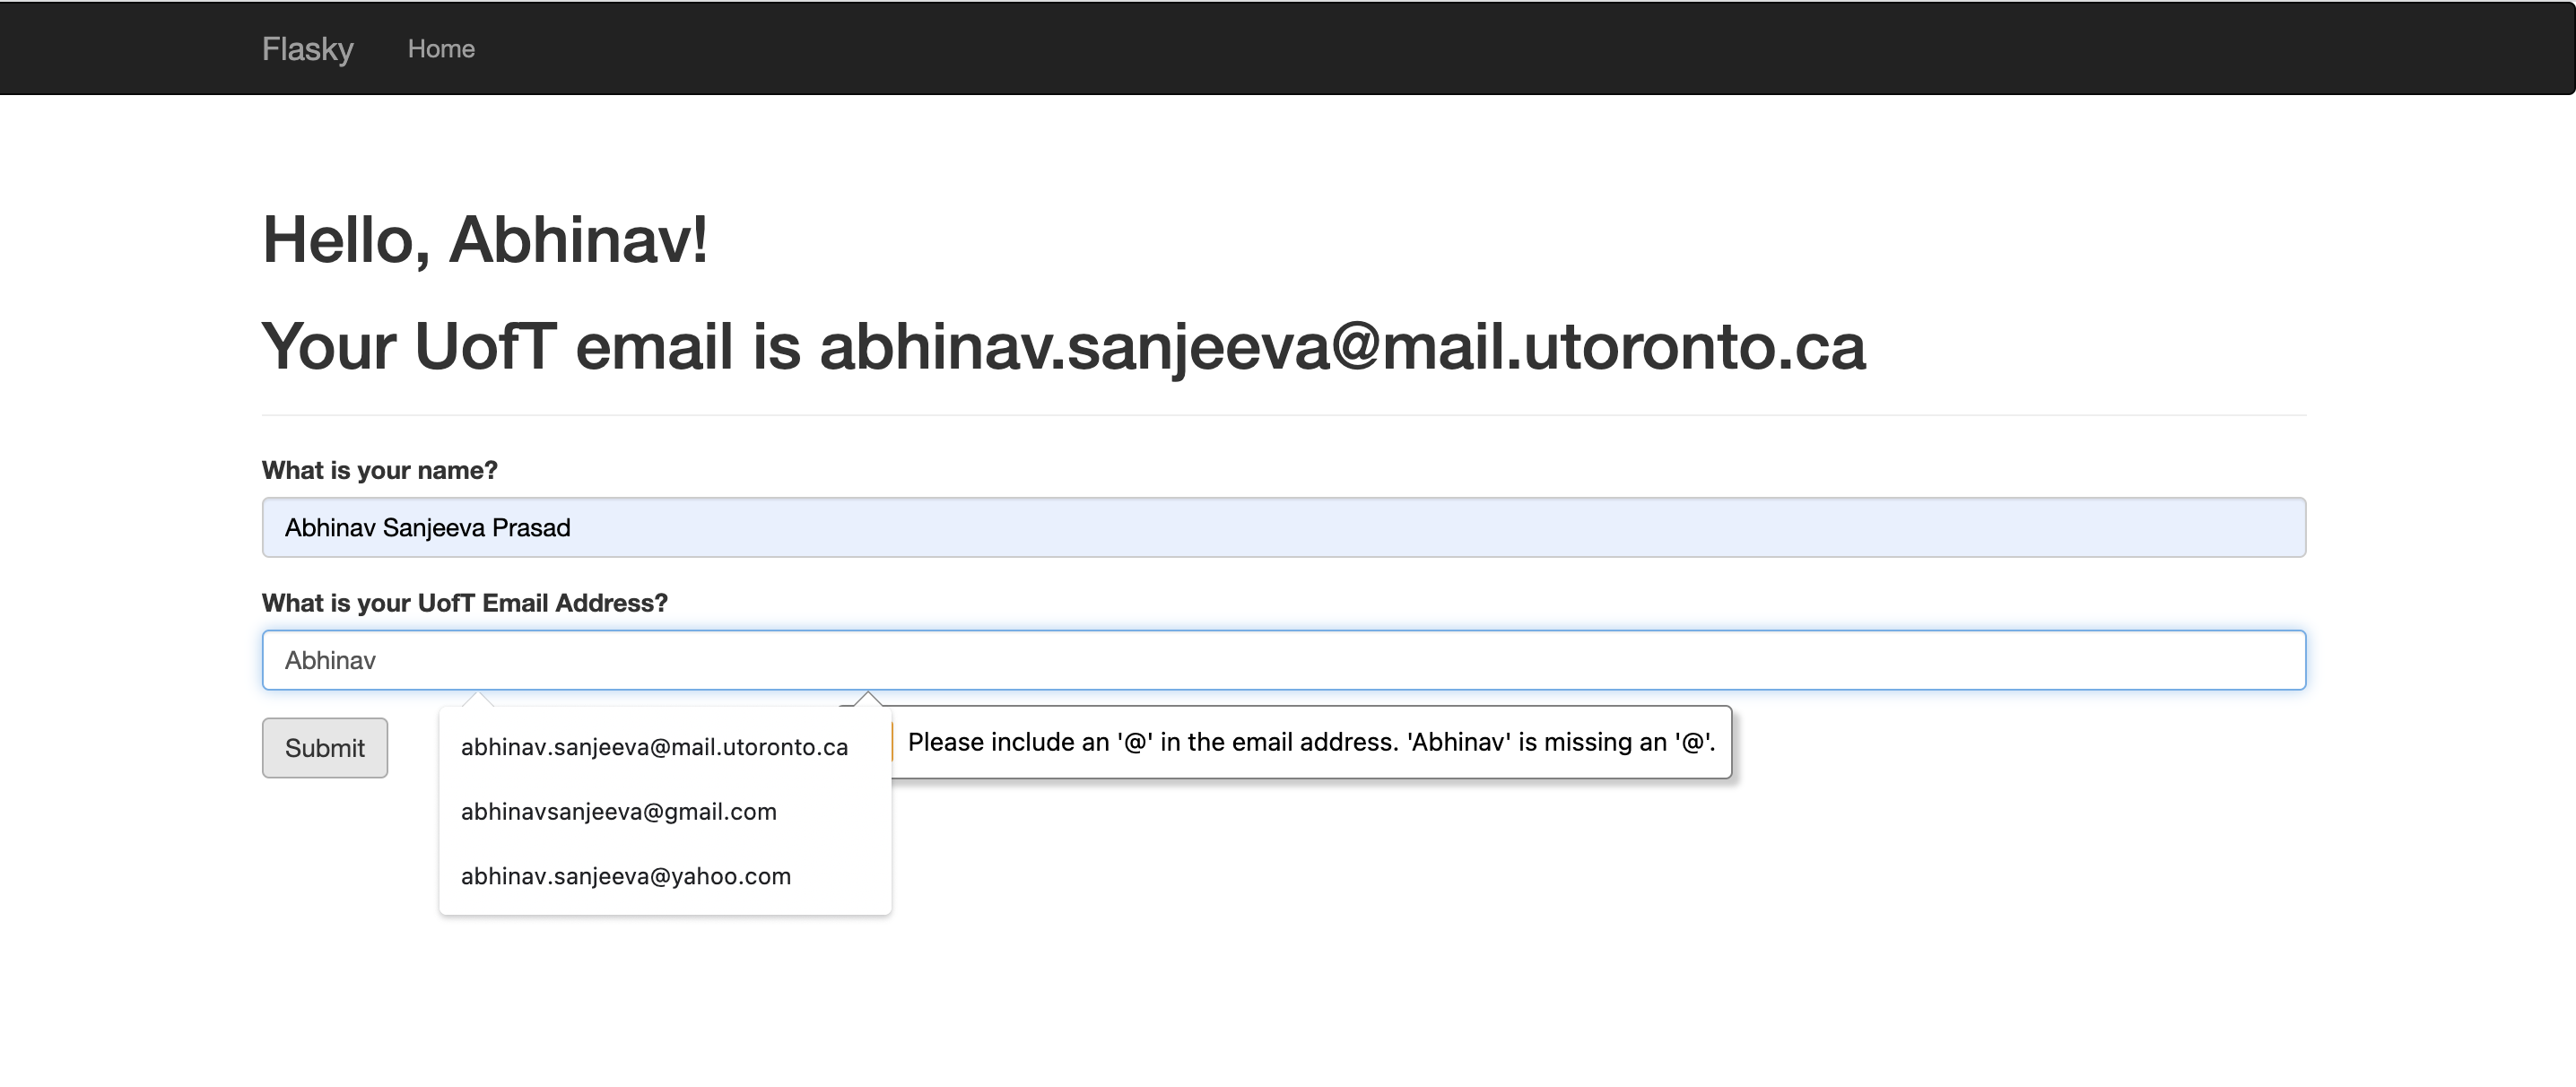 Flasky Home
Hello, Abhinav!
Your UofT email is abhinav.sanjeeva@mail.utoronto.ca
What is your name?
Abhinav Sanjeeva Prasad
What is your UofT Email Address?
Abhinav
Submit
abhinav.sanjeeva@mail.utoronto.ca
abhinavsanjeeva@gmail.com
abhinav.sanjeeva@yahoo.com
Please include an '@' in the email address. 'Abhinav' is missing an '@'.